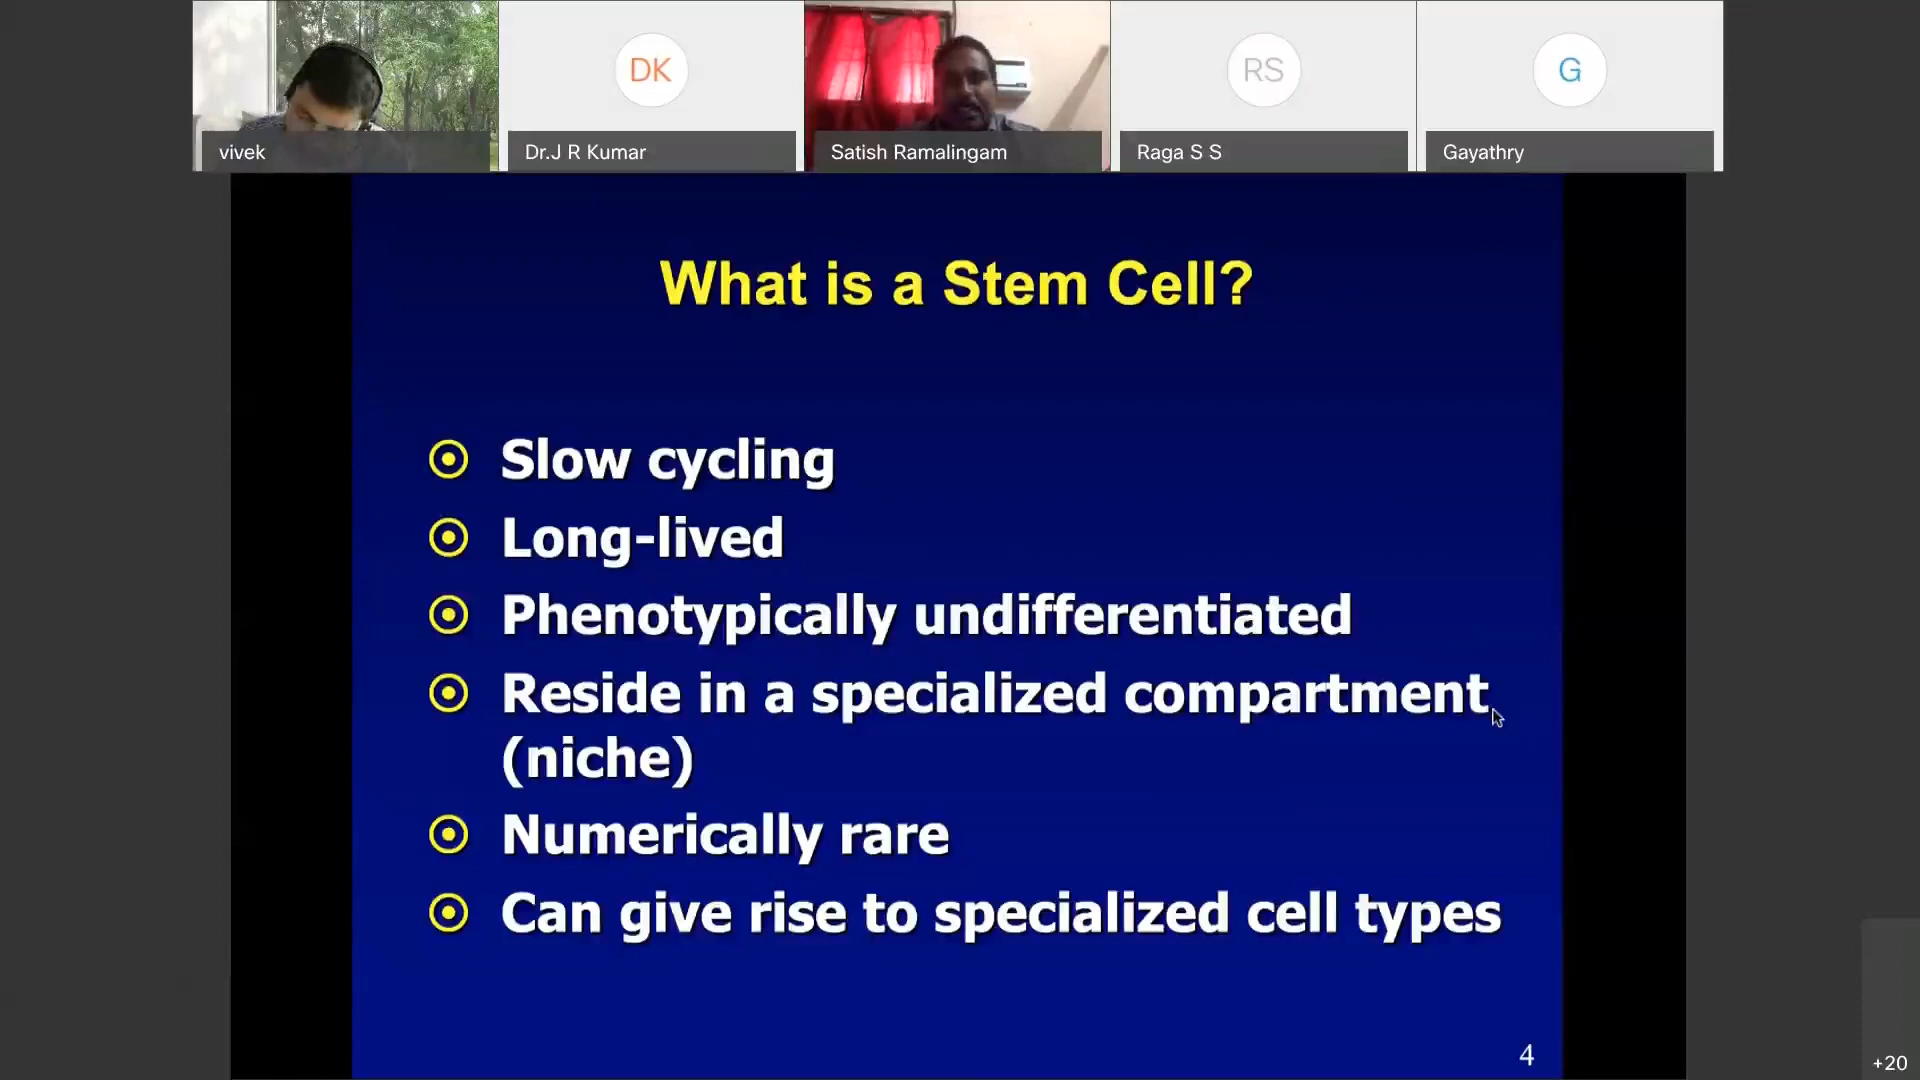 vivek
DK
Dr.J R Kumar
Satish Ramalingam
RS
Raga S S
G
Gayathry
What is a Stem Cell?
Slow cycling
Long-lived
Phenotypically undifferentiated
Reside in a specialized compartment
(niche)
Numerically rare
Can give rise to specialized cell types
4
+20